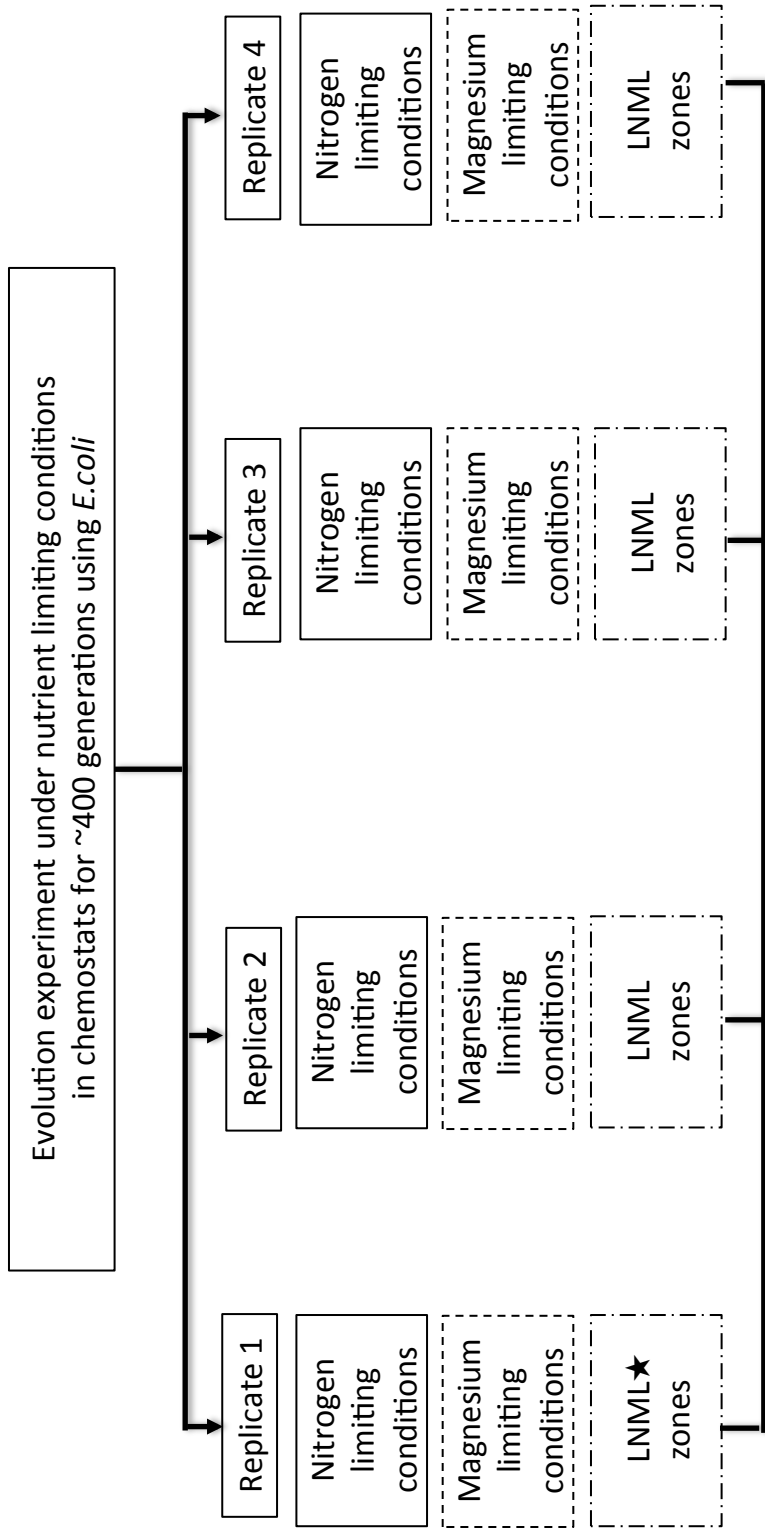 Evolution experiment under nutrient limiting conditions
in chemostats for ~400 generations using E.coli
Replicate 1
Nitrogen
limiting
conditions
Magnesium
limiting
conditions
LNML★
zones
Replicate 2
Nitrogen
limiting
conditions
Magnesium
limiting
conditions
LNML
zones
Replicate 3
Nitrogen
limiting
conditions
Magnesium
limiting
conditions
LNML
zones
Replicate 4
Nitrogen
limiting
conditions
Magnesium
limiting
conditions
LNML
zones